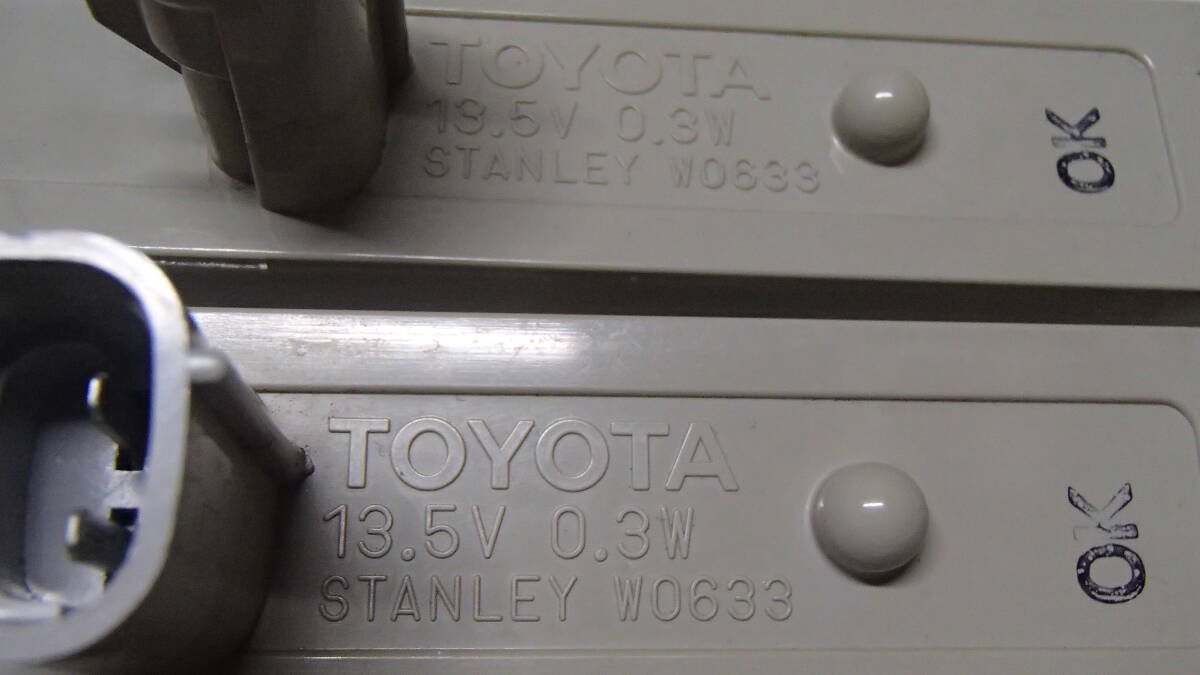 TOYOTA
13.5V 0.3W
STANLEY W0633
OK
TOYOTA
13.5V 0.3W
STANLEY W0633
OK